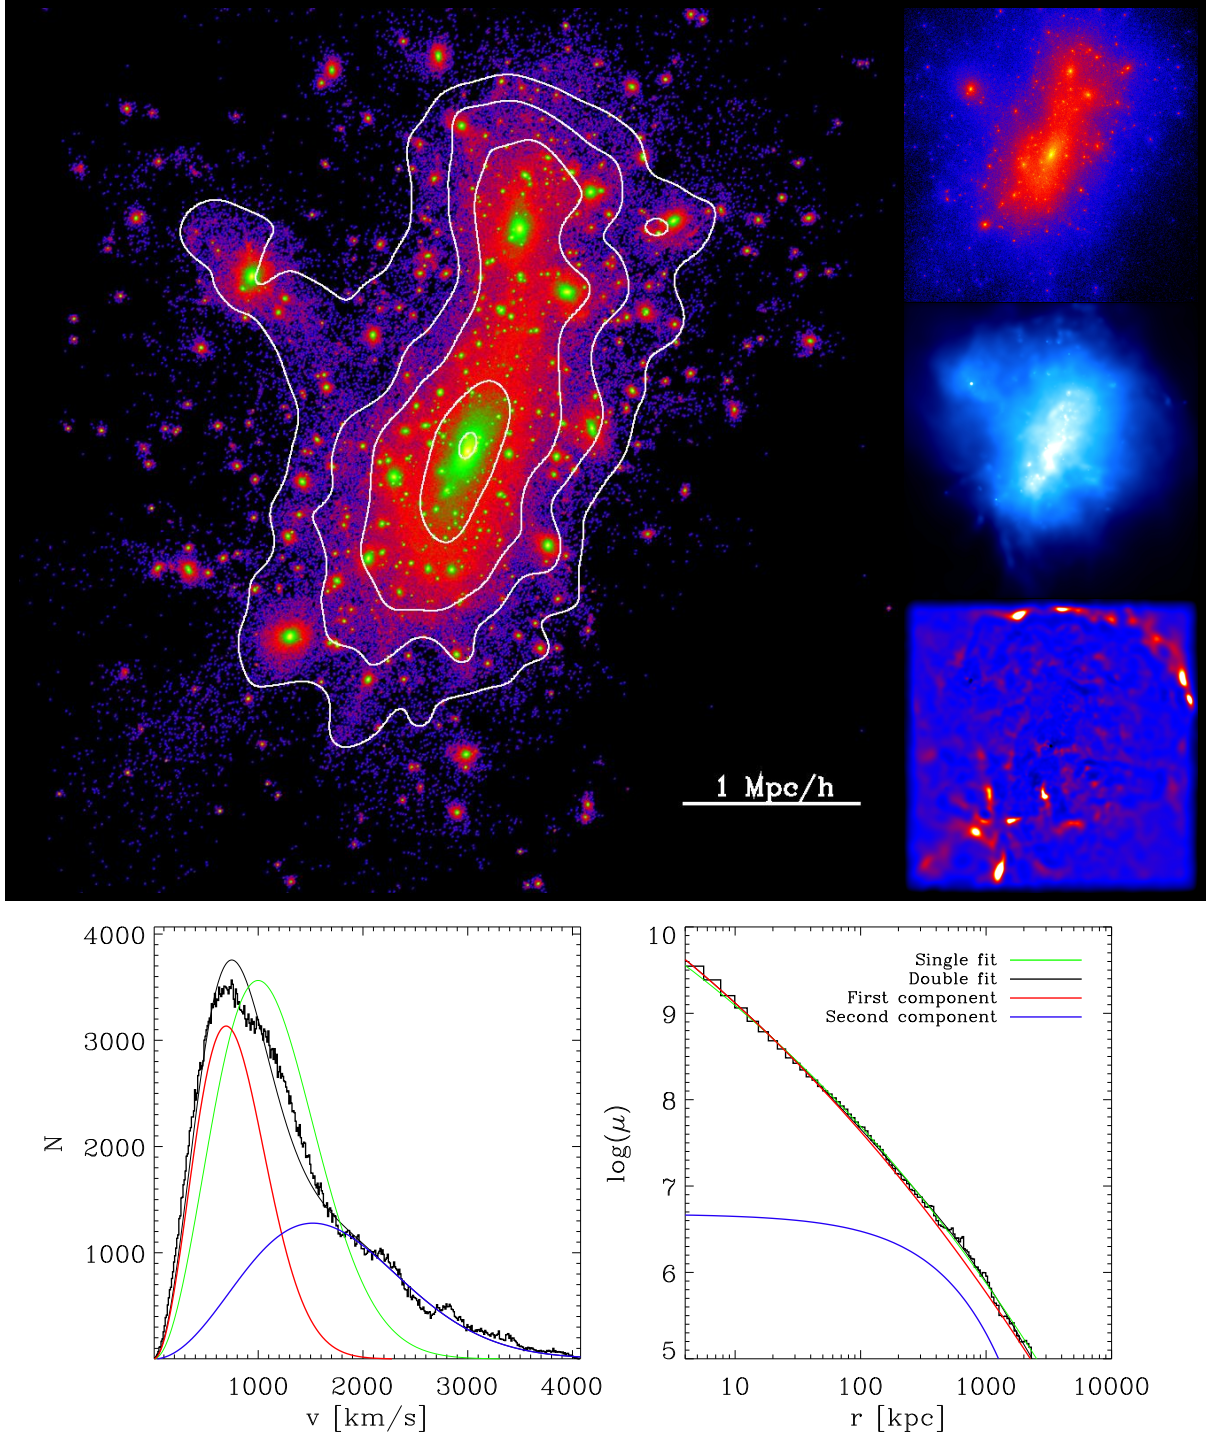 1 Mpc/h
4000
3000
2000
1000
N
1000 2000 3000 4000
v [km/s]
10
9
8
7
6
5
log(μ)
Single fit
Double fit
First component
Second component
10 100 1000 10000
r [kpc]